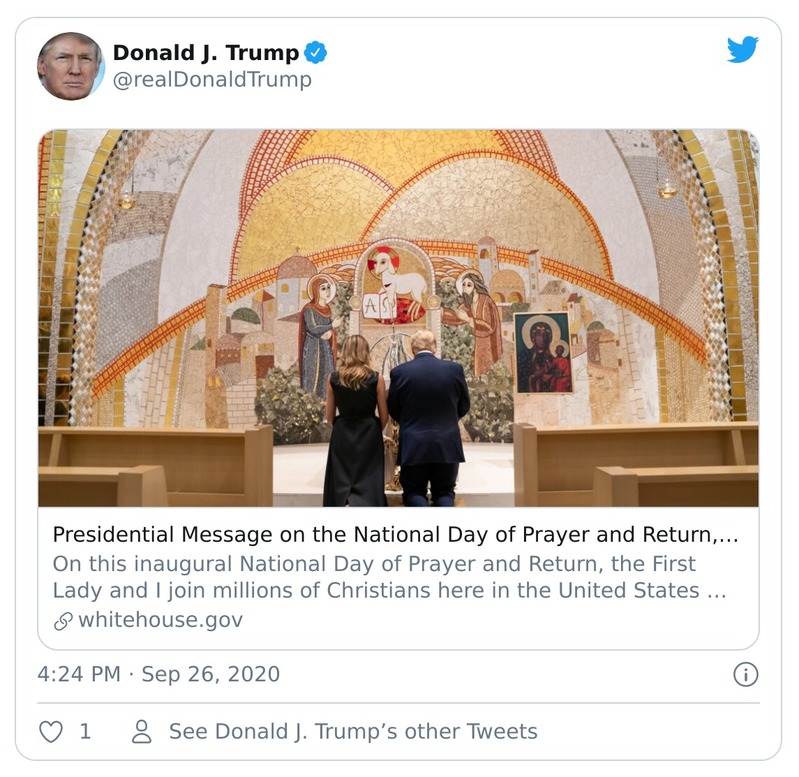 Donald J. Trump
@realDonaldTrump
Presidential Message on the National Day of Prayer and Return,...
On this inaugural National Day of Prayer and Return, the First
Lady and I join millions of Christians here in the United States ...
whitehouse.gov
4:24 PM · Sep 26, 2020
1
See Donald J. Trump’s other Tweets